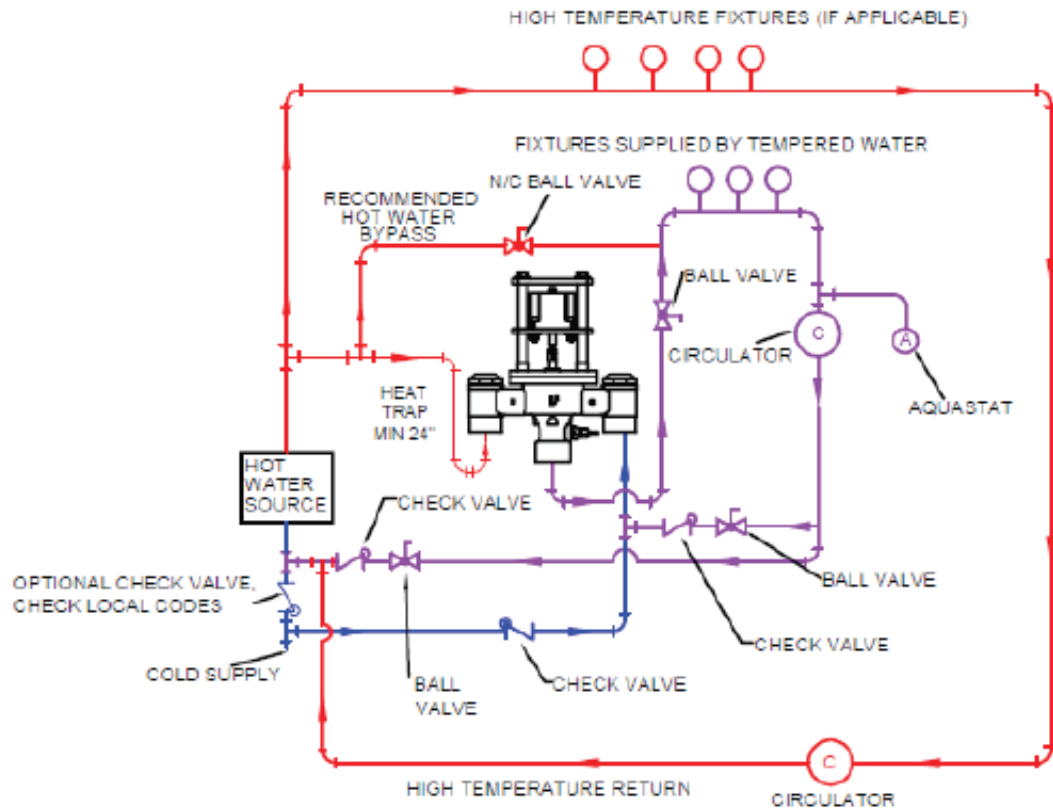 HIGH TEMPERATURE FIXTURES (IF APPLICABLE)
FIXTURES SUPPLIED BY TEMPERED WATER
N/C BALL VALVE
RECOMMENDED
HOT WATER
BYPASS
BALL VALVE
C
CIRCULATOR
A
AQUASTAT
HEAT
TRAP
MIN 24"
HOT
WATER
SOURCE
CHECK VALVE
OPTIONAL CHECK VALVE,
CHECK LOCAL CODES
BALL VALVE
CHECK VALVE
COLD SUPPLY
BALL
VALVE
CHECK VALVE
C
HIGH TEMPERATURE RETURN
CIRCULATOR